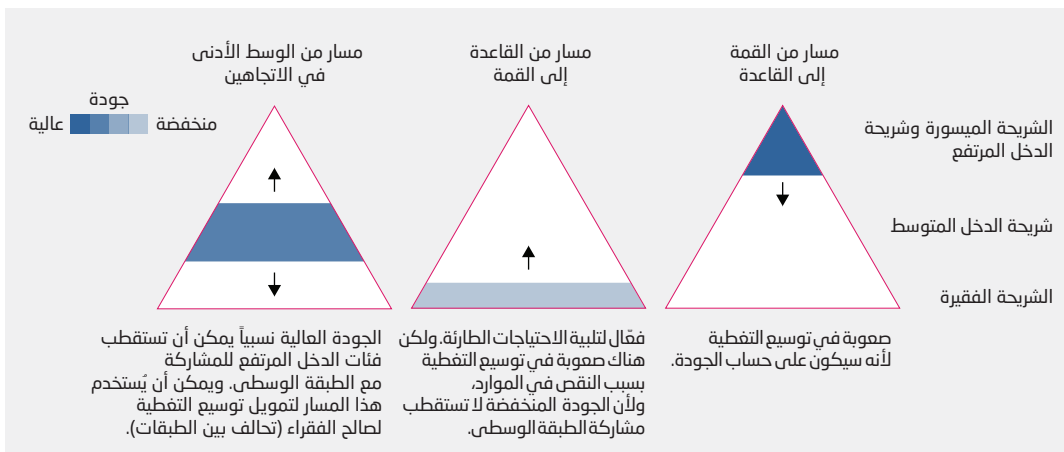 مسار من القمة
إلى القاعدة
مسار من القاعدة
إلى القمة
مسار من الوسط الأدنى
في الاتجاهين
جودة
منخفضة
عالية
الشريحة الميسورة وشريحة
الدخل المرتفع
شريحة الدخل المتوسط
الشريحة الفقيرة
صعوبة في توسيع التغطية
لأنه سيكون على حساب الجودة.
فعّال لتلبية الاحتياجات الطارئة. ولكن
هناك صعوبة في توسيع التغطية
بسبب النقص في الموارد،
ولأن الجودة المنخفضة لا تستقطب
مشاركة الطبقة الوسطى.
الجودة العالية نسبياً يمكن أن تستقطب
فئات الدخل المرتفع للمشاركة
مع الطبقة الوسطى. ويمكن أن يُستخدم
هذا المسار لتمويل توسيع التغطية
لصالح الفقراء (تحالف بين الطبقات).